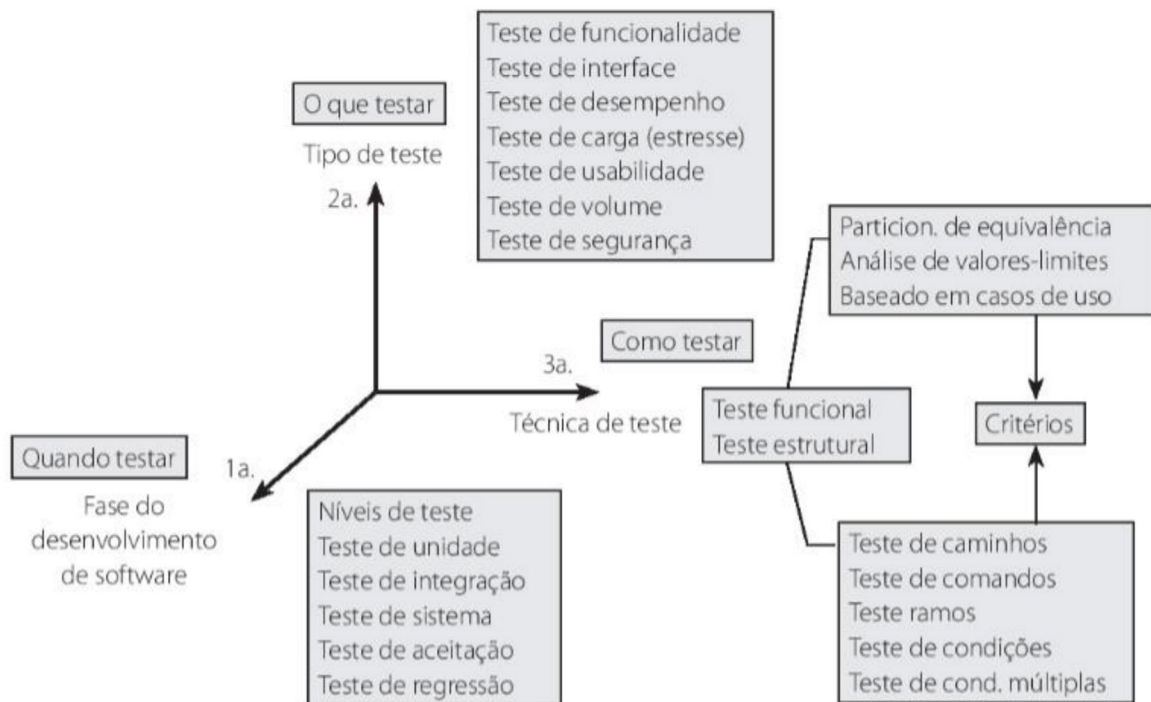 O que testar
Tipo de teste
2a.
Teste de funcionalidade
Teste de interface
Teste de desempenho
Teste de carga (estresse)
Teste de usabilidade
Teste de volume
Teste de segurança
Como testar
3a.
Técnica de teste
Teste funcional
Teste estrutural
Particion. de equivalência
Análise de valores-limites
Baseado em casos de uso
Critérios
Teste de caminhos
Teste de comandos
Teste ramos
Teste de condições
Teste de cond. múltiplas
Quando testar
1a.
Fase do
desenvolvimento
de software
Níveis de teste
Teste de unidade
Teste de integração
Teste de sistema
Teste de aceitação
Teste de regressão